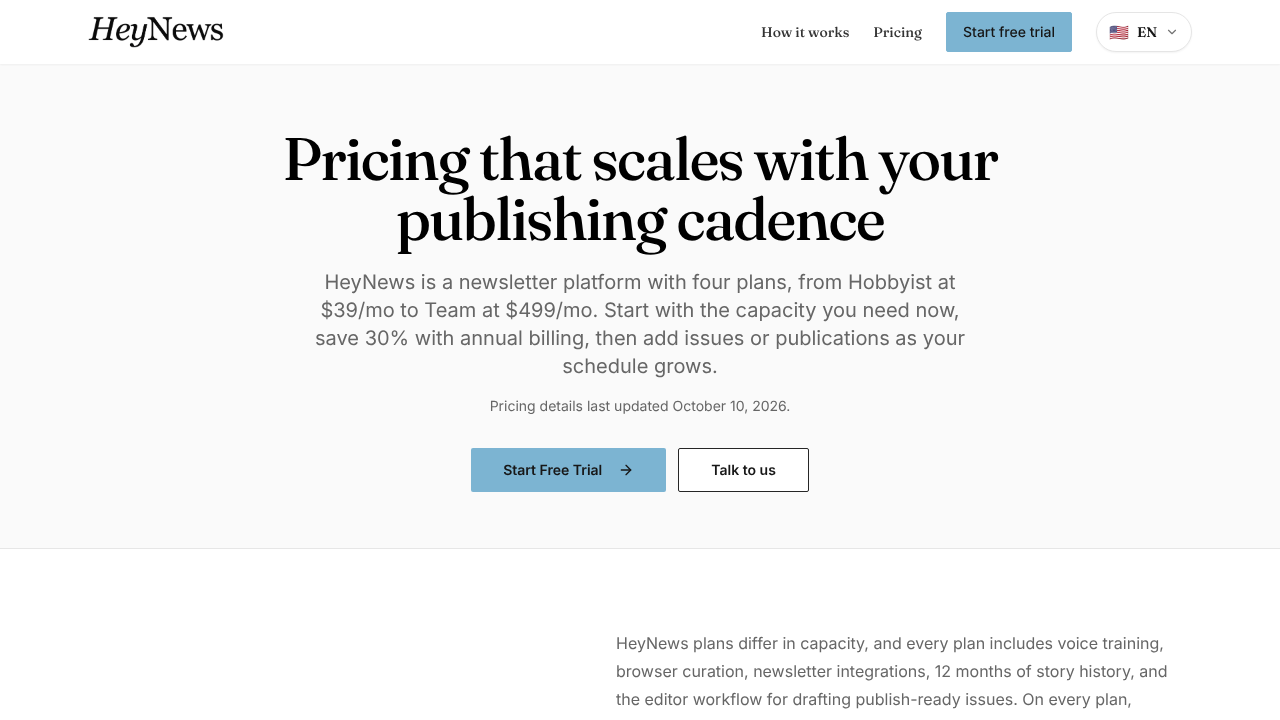 HeyNews
How it works
Pricing
Start free trial
EN
Pricing that scales with your
publishing cadence
HeyNews is a newsletter platform with four plans, from Hobbyist at
$39/mo to Team at $499/mo. Start with the capacity you need now,
save 30% with annual billing, then add issues or publications as your
schedule grows.
Pricing details last updated October 10, 2026.
Start Free Trial
Talk to us
HeyNews plans differ in capacity, and every plan includes voice training,
browser curation, newsletter integrations, 12 months of story history, and
the editor workflow for drafting publish-ready issues. On every plan,